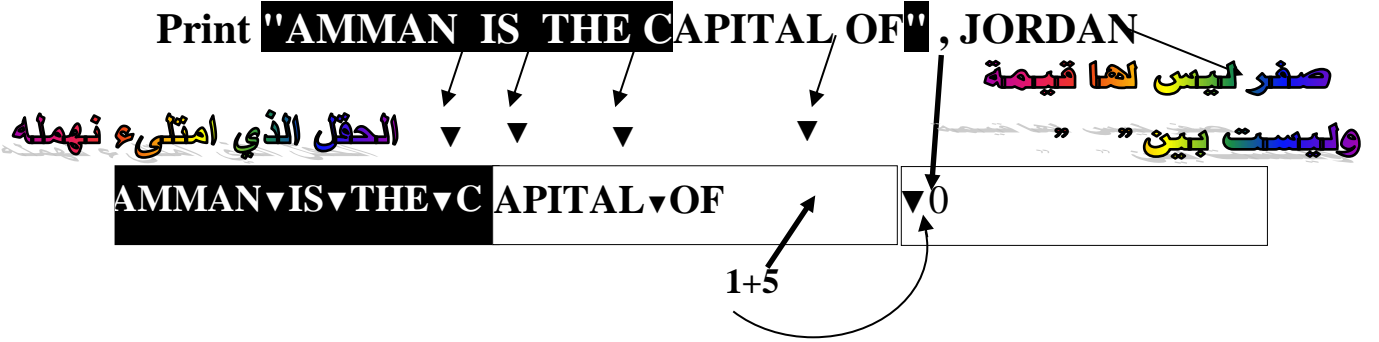 Print "AMMAN IS THE CAPITAL OF" , JORDAN
صفر ليس لها قيمة
وليست بين " "
الحقل الذي امتلىء نهمله
▼ ▼ ▼ ▼
AMMAN▼IS▼THE▼C APITAL▼OF ▼0
1+5